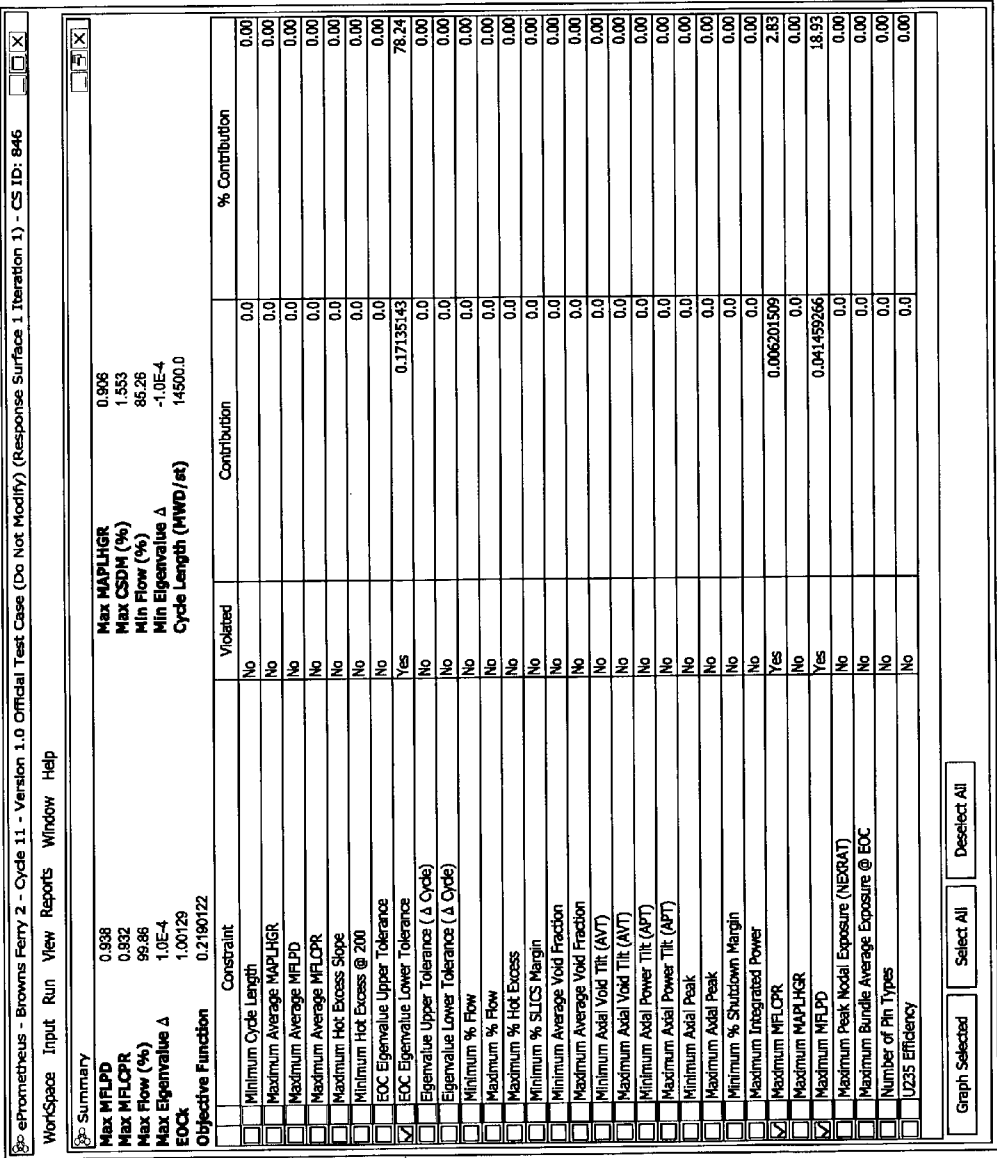 ePrometheus - Browns Ferry 2 - Cycle 11 - Version 1.0 Official Test Case (Do Not Modify) (Response Surface 1 Iteration 1) - CS ID: 846
WorkSpace Input Run View Reports Window Help
Summary
Max MFLPD 0.938 Max MAPLHGR 0.906
Max MFLCPR 0.932 Max CSDM (%) 1.553
Max Flow (%) 99.86 Min Flow (%) 85.26
Max Eigenvalue Δ 1.0E-4 Min Eigenvalue Δ -1.0E-4
EOCk 1.00129 Cycle Length (MWD/st) 14500.0
Objective Function 0.2190122
Constraint Violated Contribution % Contribution
Minimum Cycle Length No 0.0 0.00
Maximum Average MAPLHGR No 0.0 0.00
Maximum Average MFLPD No 0.0 0.00
Maximum Average MFLCPR No 0.0 0.00
Maximum Hot Excess Slope No 0.0 0.00
Minimum Hot Excess @ 200 No 0.0 0.00
EOC Eigenvalue Upper Tolerance No 0.0 0.00
EOC Eigenvalue Lower Tolerance Yes 0.17135143 78.24
Eigenvalue Upper Tolerance ( Δ Cycle) No 0.0 0.00
Eigenvalue Lower Tolerance ( Δ Cycle) No 0.0 0.00
Minimum % Flow No 0.0 0.00
Maximum % Flow No 0.0 0.00
Maximum % Hot Excess No 0.0 0.00
Minimum % SLICS Margin No 0.0 0.00
Minimum Average Void Fraction No 0.0 0.00
Maximum Average Void Fraction No 0.0 0.00
Minimum Axial Void Tilt (AVT) No 0.0 0.00
Maximum Axial Void Tilt (AVT) No 0.0 0.00
Minimum Axial Power Tilt (APT) No 0.0 0.00
Maximum Axial Power Tilt (APT) No 0.0 0.00
Minimum Axial Peak No 0.0 0.00
Maximum Axial Peak No 0.0 0.00
Minimum % Shutdown Margin No 0.0 0.00
Maximum Integrated Power No 0.0 0.00
Maximum MFLCPR Yes 0.006201509 2.83
Maximum MAPLHGR No 0.0 0.00
Maximum MFLPD Yes 0.041459266 18.93
Maximum Peak Nodal Exposure (NEXRAT) No 0.0 0.00
Maximum Bundle Average Exposure @ EOC No 0.0 0.00
Number of Pin Types No 0.0 0.00
U235 Efficiency No 0.0 0.00
Graph Selected Select All Deselect All